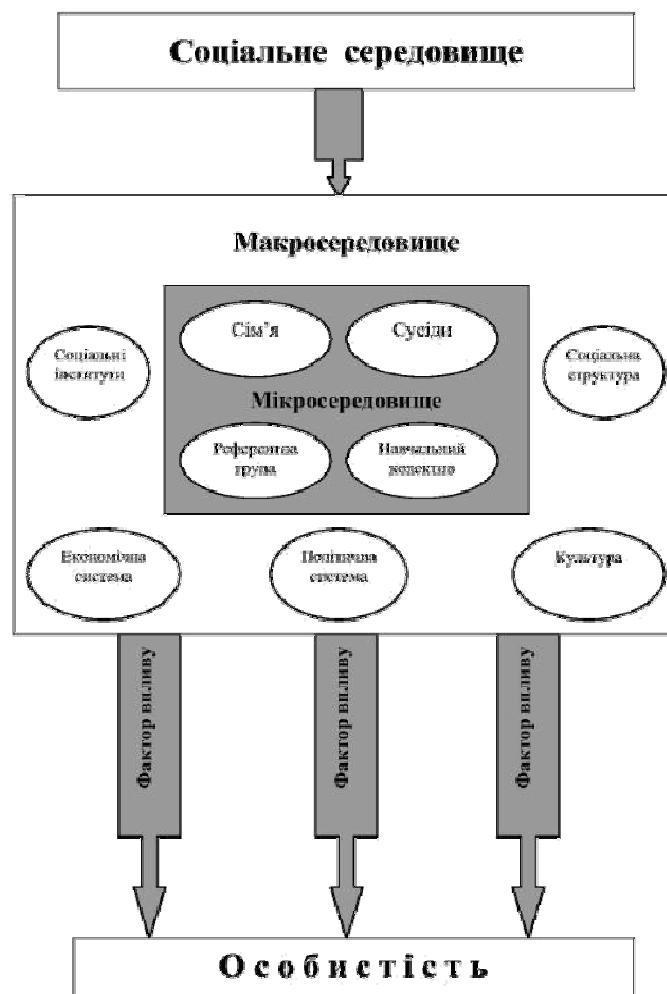 Соціальне середовище
Макросередовище
Сім’я
Сусіди
Соціальні
інститути
Соціальна
структура
Мікросередовище
Референтна
група
Навчальний
колектив
Економічна
система
Політична
система
Культура
Фактор впливу
Фактор впливу
Фактор впливу
Особистість